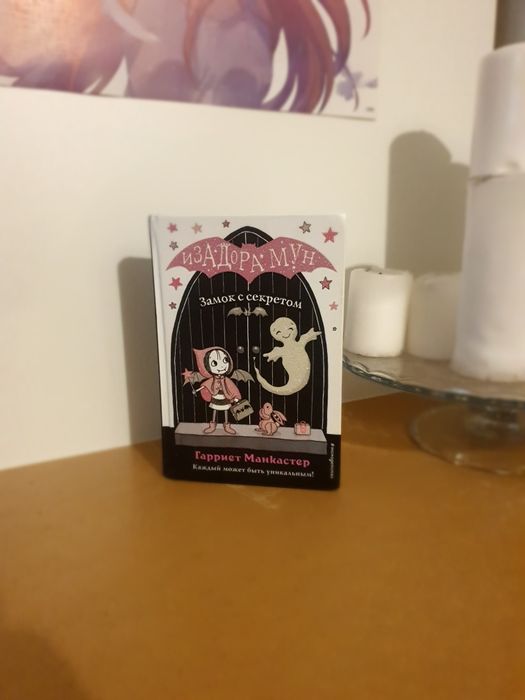 ИЗАДОРА МУН
Замок с секретом
Гарриет Манкастер
Каждый может быть уникальным!